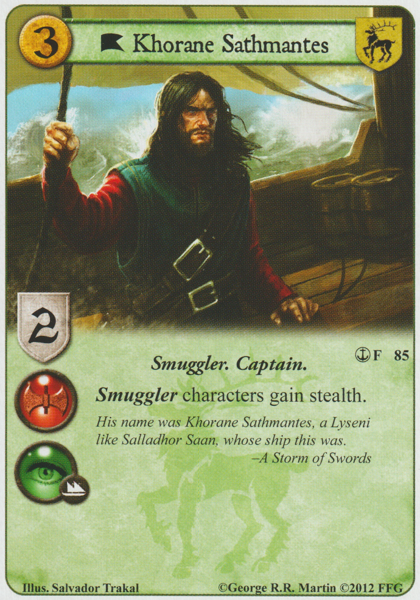 3
Khorane Sathmantes
2
Smuggler. Captain.
F 85
Smuggler characters gain stealth.
His name was Khorane Sathmantes, a Lyseni
like Salladhor Saan, whose ship this was.
–A Storm of Swords
Illus. Salvador Trakal
©George R.R. Martin ©2012 FFG